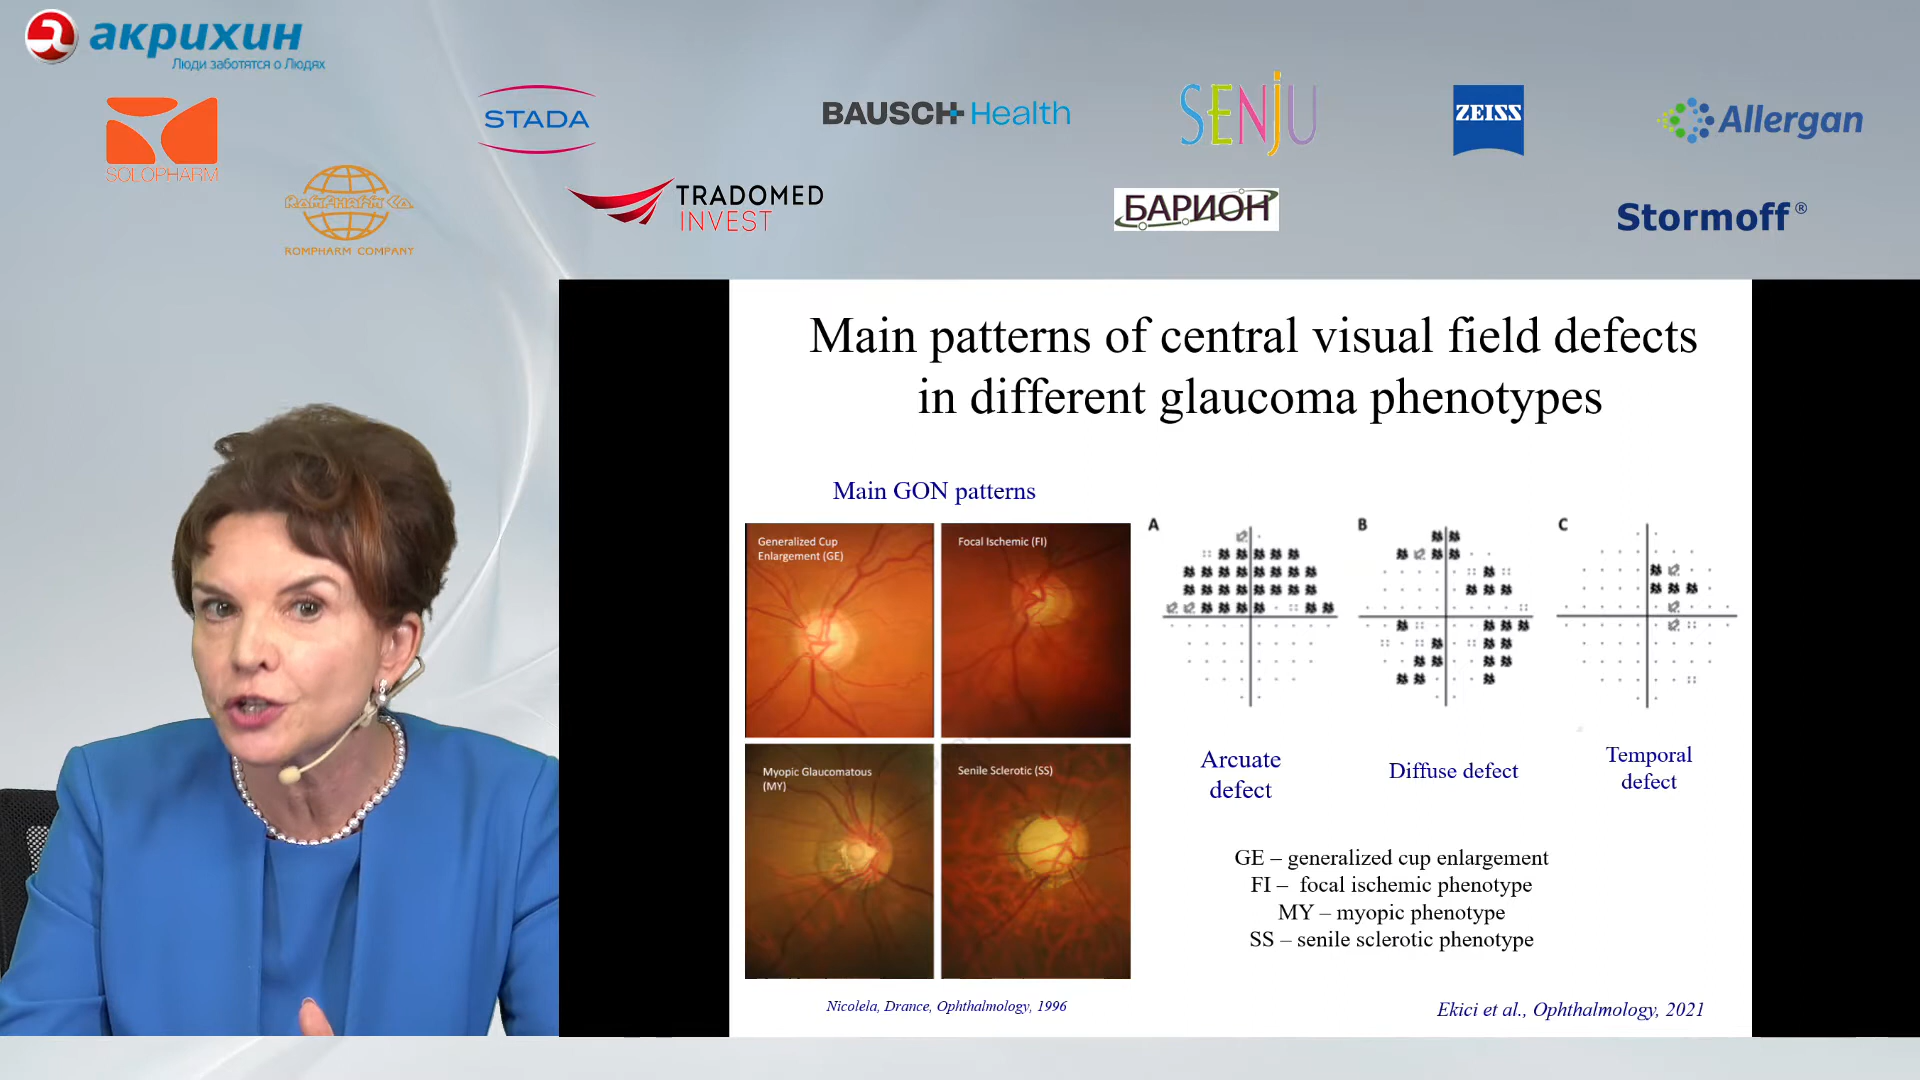 акрихин
Люди заботятся о Людях
SOLOPHARM
STADA
BAUSCH+Health
SENJU
ZEISS
Allergan
ROMPHARM Co.
ROMPHARM COMPANY
TRADOMED
INVEST
БАРИОН
Stormoff®
Main patterns of central visual field defects
in different glaucoma phenotypes
Main GON patterns
Generalized Cup
Enlargement (GE)
Focal Ischemic (FI)
Myopic Glaucomatous
(MY)
Senile Sclerotic (SS)
A
B
C
Arcuate
defect
Diffuse defect
Temporal
defect
GE – generalized cup enlargement
FI – focal ischemic phenotype
MY – myopic phenotype
SS – senile sclerotic phenotype
Nicolela, Drance, Ophthalmology, 1996
Ekici et al., Ophthalmology, 2021